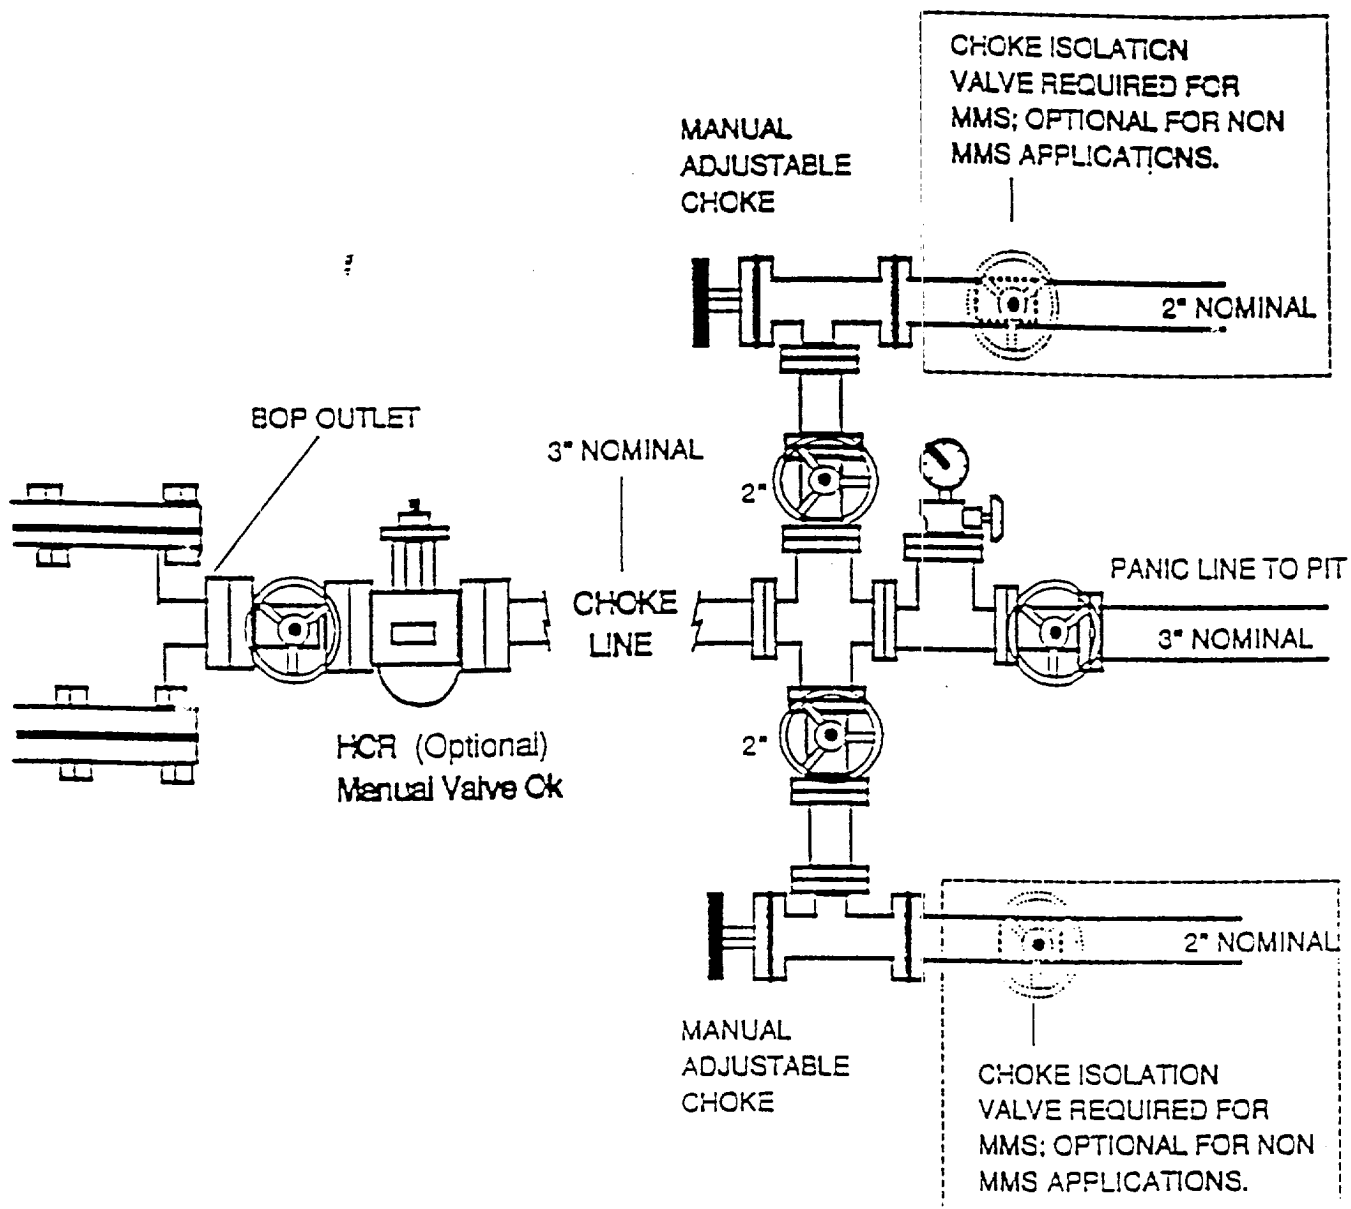 CHOKE ISOLATION
VALVE REQUIRED FOR
MMS; OPTIONAL FOR NON
MMS APPLICATIONS.
MANUAL
ADJUSTABLE
CHOKE
2" NOMINAL
BOP OUTLET
3" NOMINAL
2"
PANIC LINE TO PIT
CHOKE
LINE
3" NOMINAL
HCR (Optional)
Manual Valve Ok
2"
2" NOMINAL
MANUAL
ADJUSTABLE
CHOKE
CHOKE ISOLATION
VALVE REQUIRED FOR
MMS; OPTIONAL FOR NON
MMS APPLICATIONS.